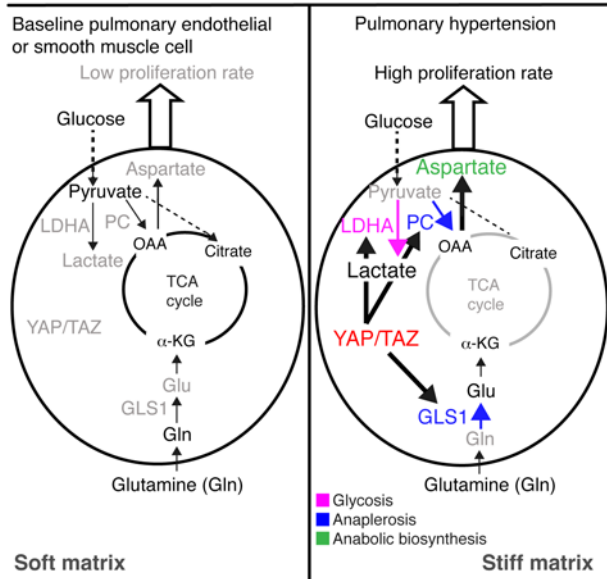 Baseline pulmonary endothelial
or smooth muscle cell
Low proliferation rate
Glucose
Aspartate
Pyruvate
LDHA
PC
OAA
Citrate
Lactate
TCA
cycle
YAP/TAZ
α-KG
Glu
GLS1
Gln
Glutamine (Gln)
Soft matrix
Pulmonary hypertension
High proliferation rate
Glucose
Aspartate
Pyruvate
LDHA
PC
OAA
Citrate
Lactate
TCA
cycle
YAP/TAZ
α-KG
Glu
GLS1
Gln
Glutamine (Gln)
Glycosis
Anaplerosis
Anabolic biosynthesis
Stiff matrix